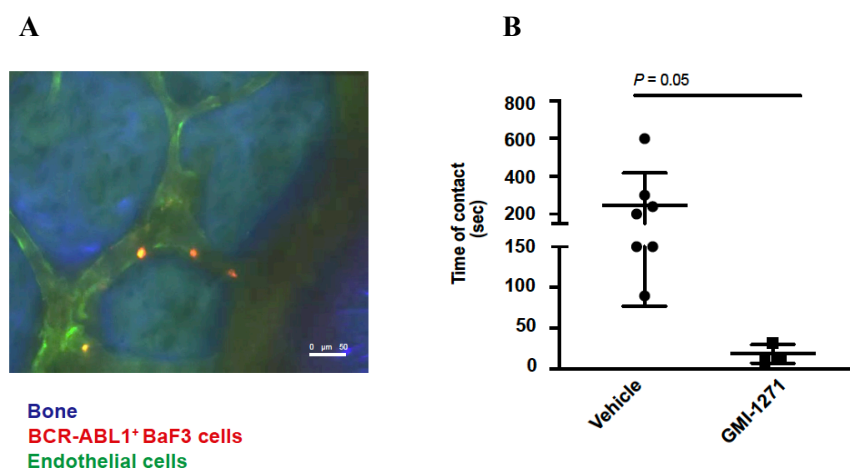 A
B
P = 0.05
800
600
400
200
150
100
50
0
Time of contact
(sec)
Vehicle
GMI-1271
0 µm 50
Bone
BCR-ABL1+ BaF3 cells
Endothelial cells